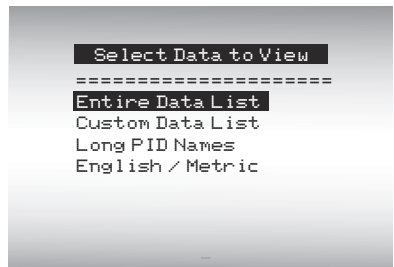 Select Data to View
=====================
Entire Data List
Custom Data List
Long PID Names
English / Metric